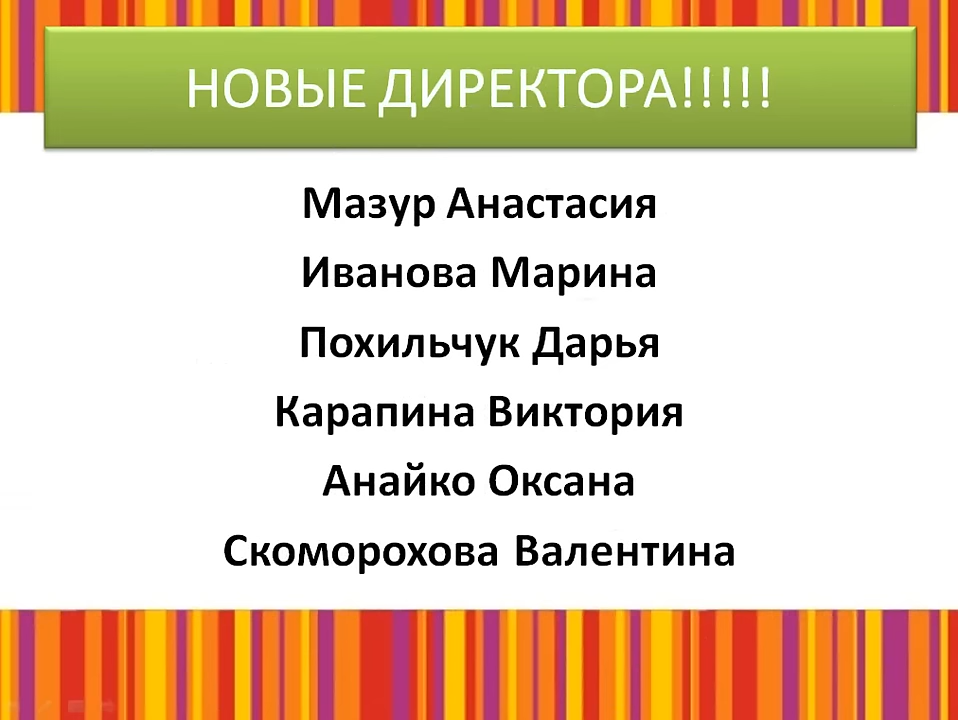 НОВЫЕ ДИРЕКТОРА!!!!!
Мазур Анастасия
Иванова Марина
Похильчук Дарья
Карапина Виктория
Анайко Оксана
Скоморохова Валентина